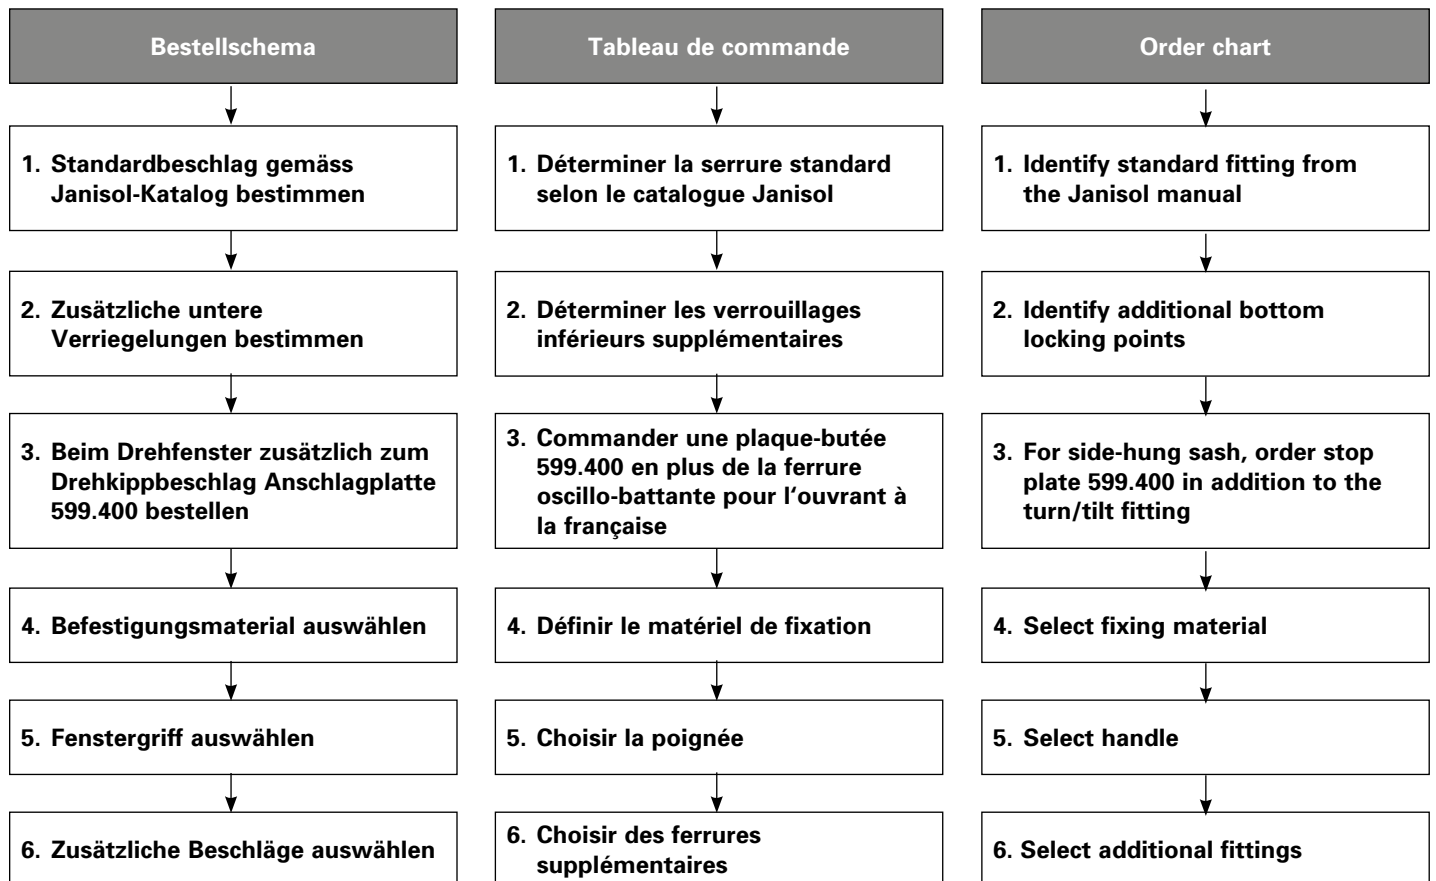 Bestellschema
1. Standardbeschlag gemäss
Janisol-Katalog bestimmen
2. Zusätzliche untere
Verriegelungen bestimmen
3. Beim Drehfenster zusätzlich zum
Drehkippbeschlag Anschlagplatte
599.400 bestellen
4. Befestigungsmaterial auswählen
5. Fenstergriff auswählen
6. Zusätzliche Beschläge auswählen
Tableau de commande
1. Déterminer la serrure standard
selon le catalogue Janisol
2. Déterminer les verrouillages
inférieurs supplémentaires
3. Commander une plaque-butée
599.400 en plus de la ferrure
oscillo-battante pour l‘ouvrant à
la française
4. Définir le matériel de fixation
5. Choisir la poignée
6. Choisir des ferrures
supplémentaires
Order chart
1. Identify standard fitting from
the Janisol manual
2. Identify additional bottom
locking points
3. For side-hung sash, order stop
plate 599.400 in addition to the
turn/tilt fitting
4. Select fixing material
5. Select handle
6. Select additional fittings